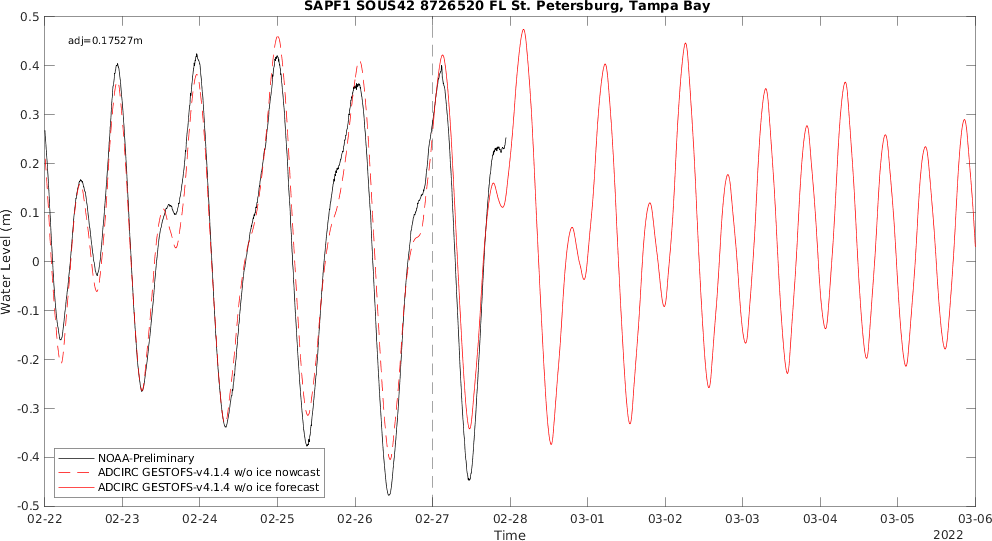 SAPF1 SOUS42 8726520 FL St. Petersburg, Tampa Bay
adj=0.17527m
0.5
0.4
0.3
0.2
0.1
0
-0.1
-0.2
-0.3
-0.4
-0.5
Water Level (m)
NOAA-Preliminary
ADCIRC GESTOFS-v4.1.4 w/o ice nowcast
ADCIRC GESTOFS-v4.1.4 w/o ice forecast
02-22 02-23 02-24 02-25 02-26 02-27 02-28 03-01 03-02 03-03 03-04 03-05 03-06
Time
2022